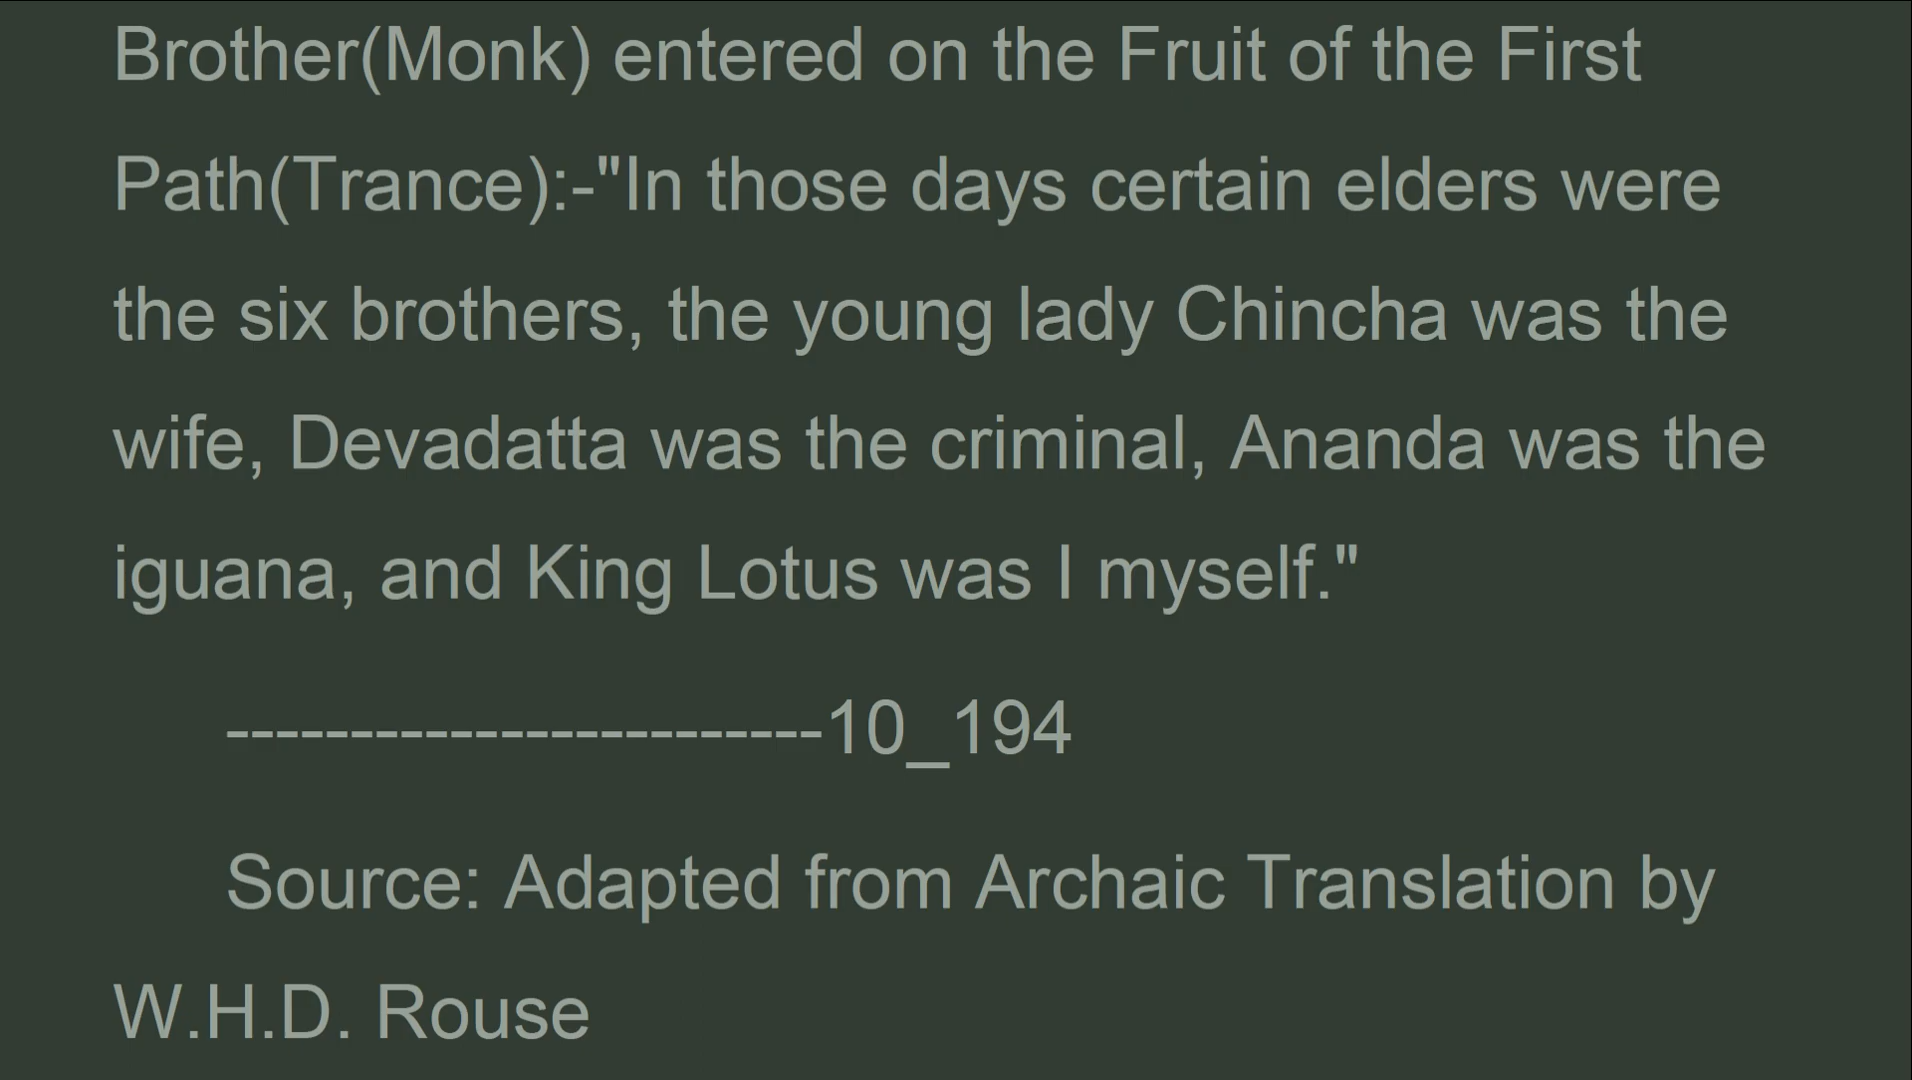 Brother(Monk) entered on the Fruit of the First
Path(Trance):-"In those days certain elders were
the six brothers, the young lady Chincha was the
wife, Devadatta was the criminal, Ananda was the
iguana, and King Lotus was I myself."
------------------------10_194
Source: Adapted from Archaic Translation by
W.H.D. Rouse